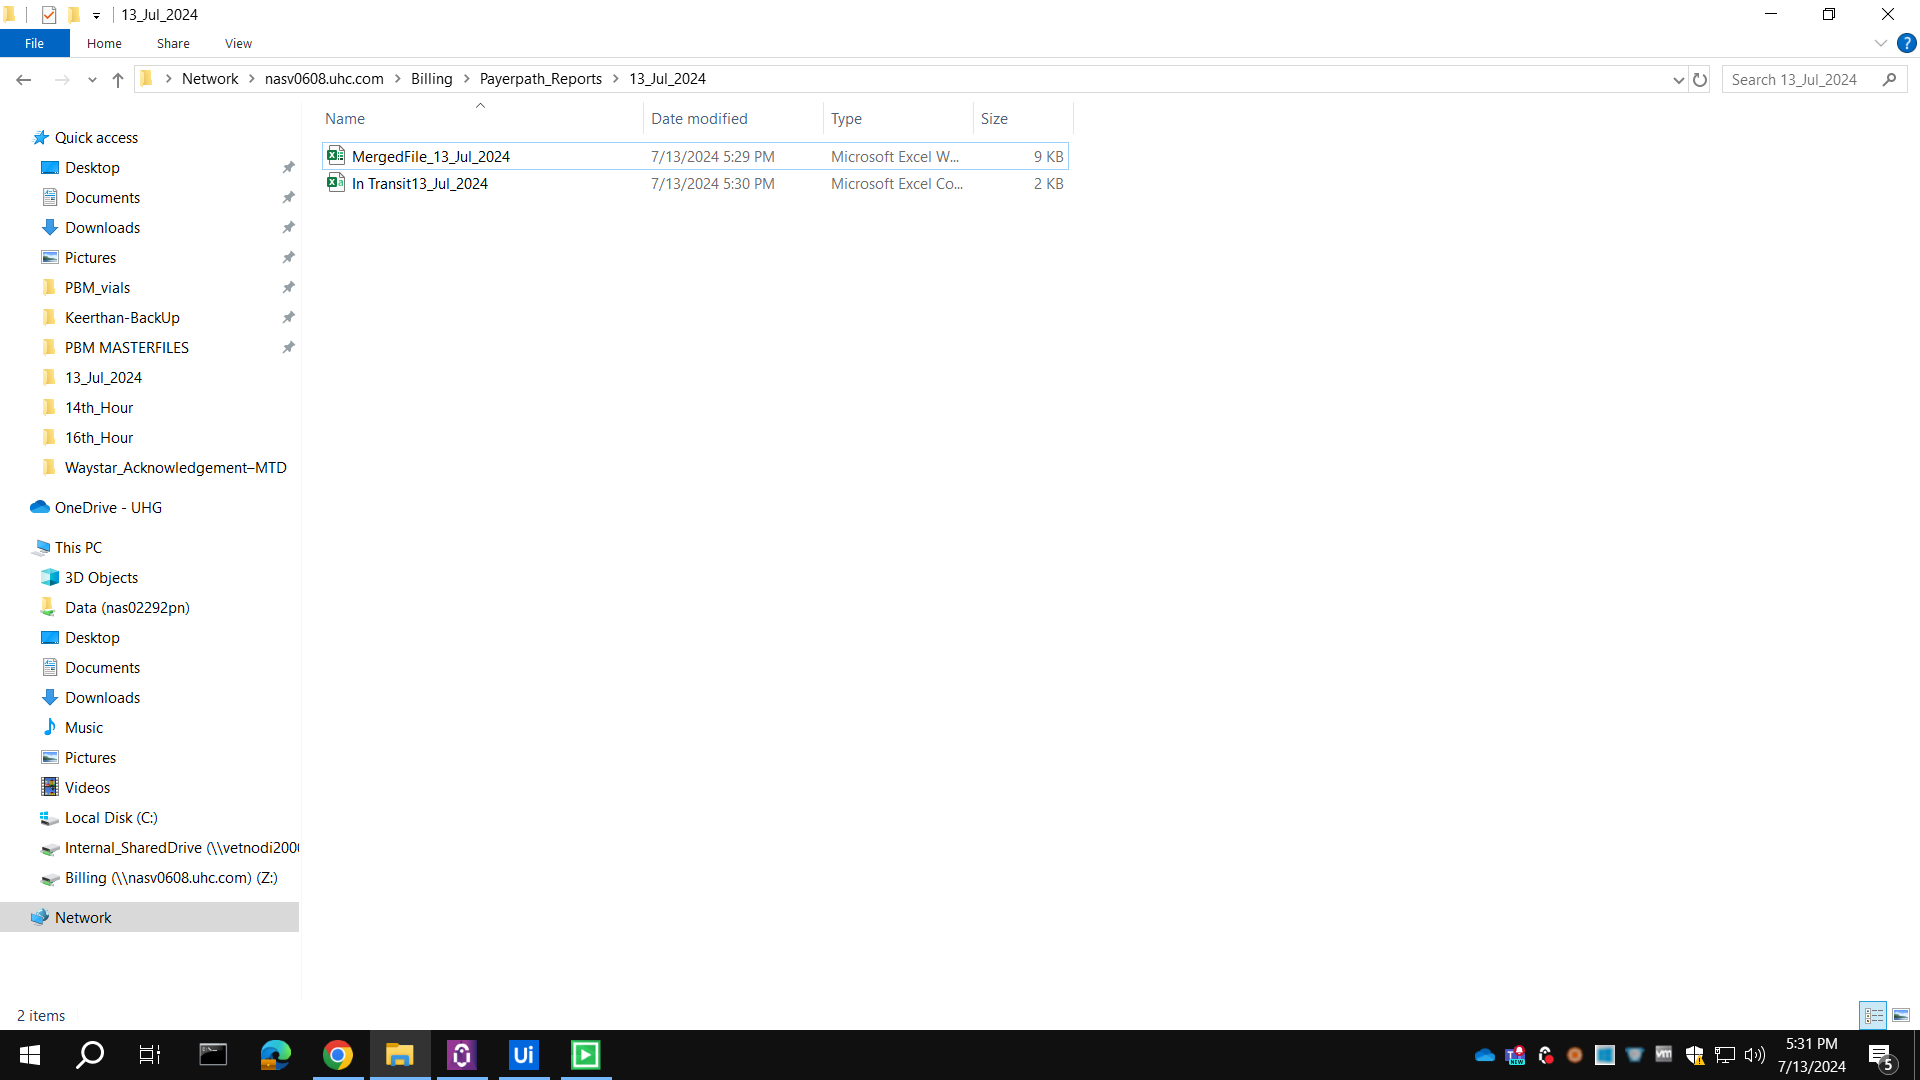 13_Jul_2024
File Home Share View
Network nasv0608.uhc.com Billing Payerpath_Reports 13_Jul_2024
Search 13_Jul_2024
Name Date modified Type Size
MergedFile_13_Jul_2024 7/13/2024 5:29 PM Microsoft Excel W... 9 KB
In Transit13_Jul_2024 7/13/2024 5:30 PM Microsoft Excel Co... 2 KB
Quick access
Desktop
Documents
Downloads
Pictures
PBM_vials
Keerthan-BackUp
PBM MASTERFILES
13_Jul_2024
14th_Hour
16th_Hour
Waystar_Acknowledgement–MTD
OneDrive - UHG
This PC
3D Objects
Data (nas02292pn)
Desktop
Documents
Downloads
Music
Pictures
Videos
Local Disk (C:)
Internal_SharedDrive (\\vetnodi200
Billing (\\nasv0608.uhc.com) (Z:)
Network
2 items
Ui
NEW
vm
5:31 PM
7/13/2024
5